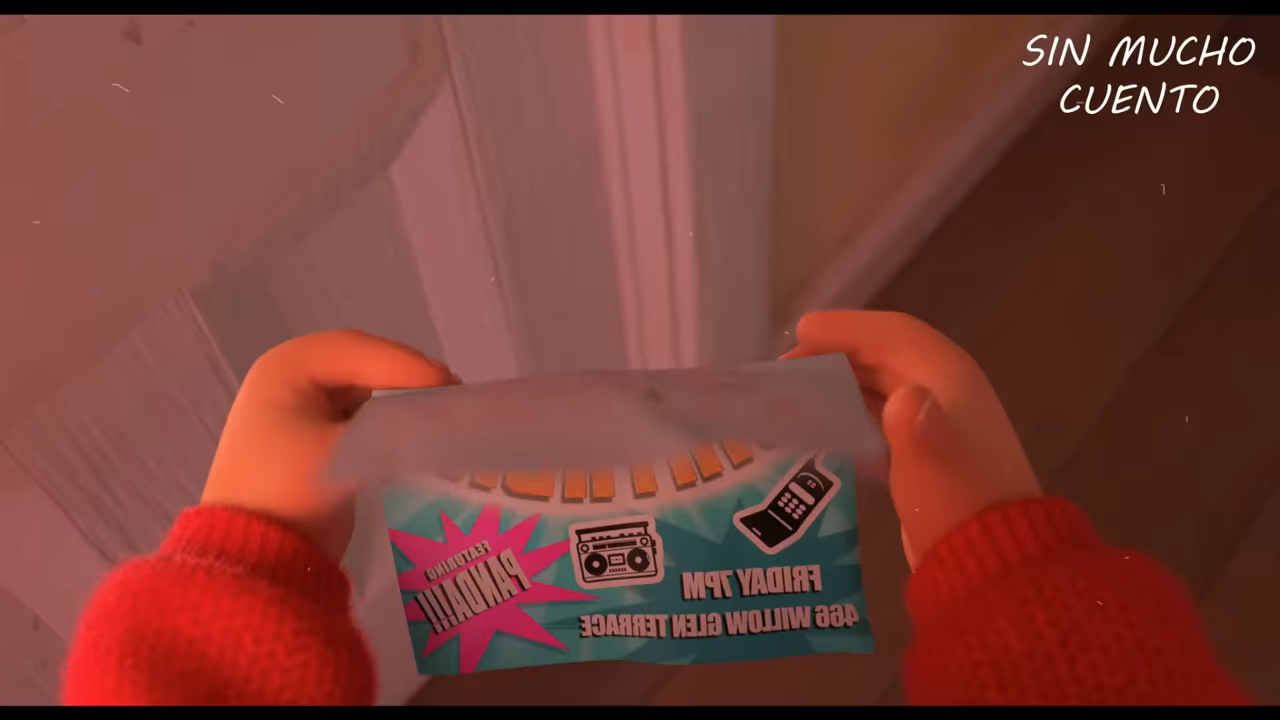 SIN MUCHO
CUENTO
FEATURING
PANDA!!!
FRIDAY 7PM
466 WILLOW GLEN TERRACE